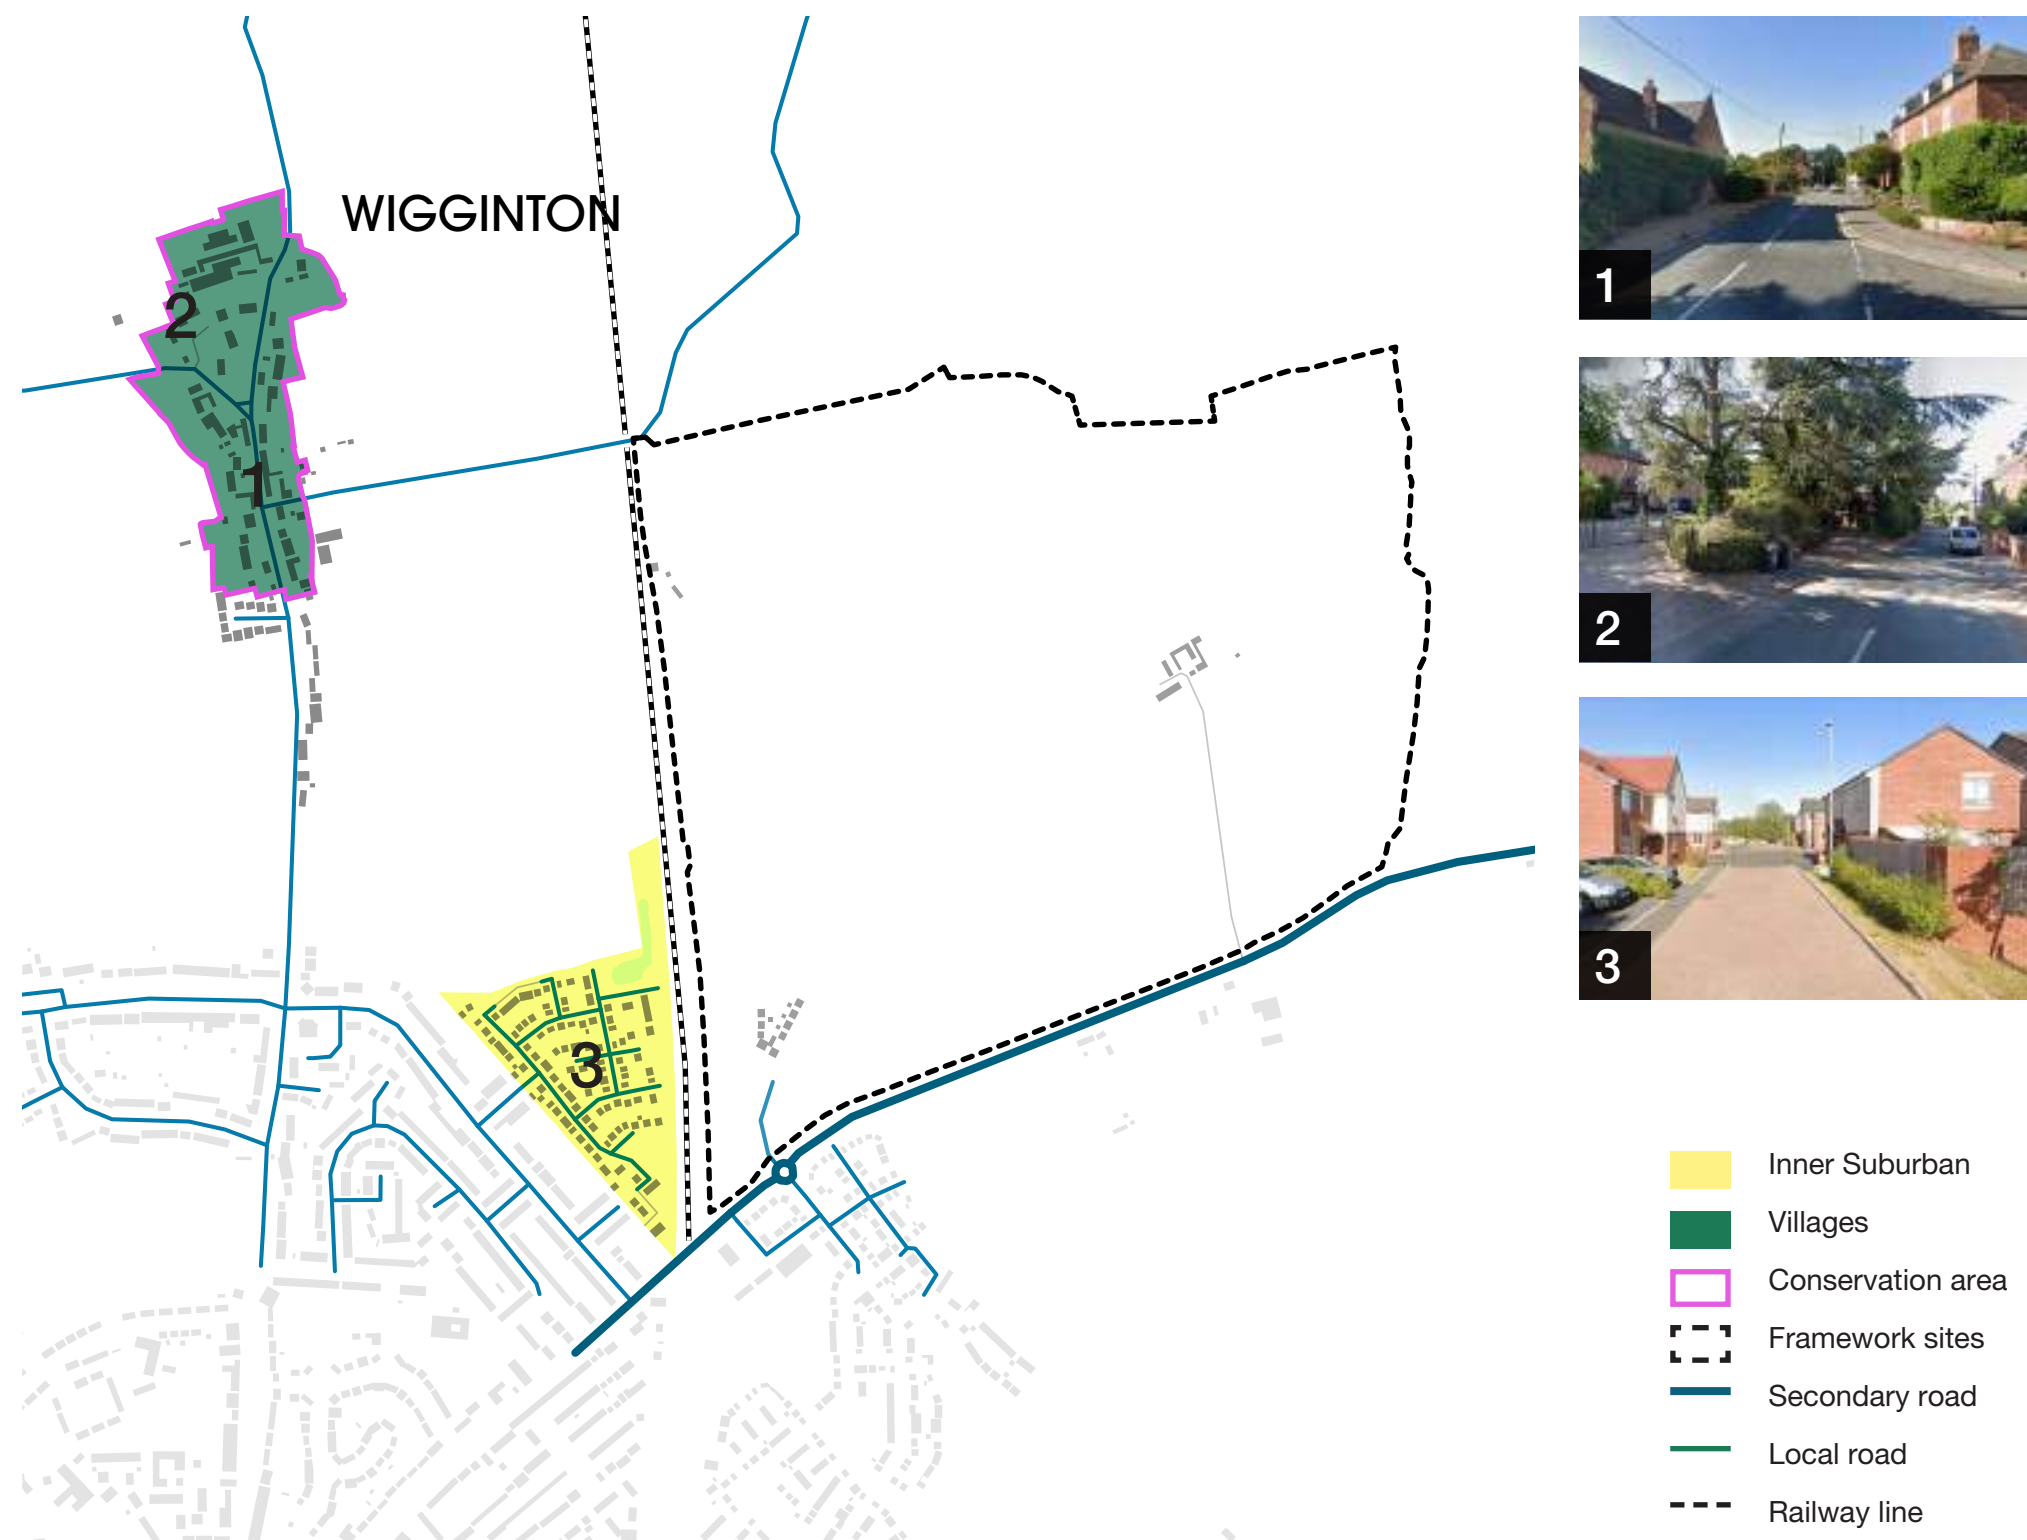 WIGGINTON
2
1
3
1
2
3
Inner Suburban
Villages
Conservation area
Framework sites
Secondary road
Local road
Railway line